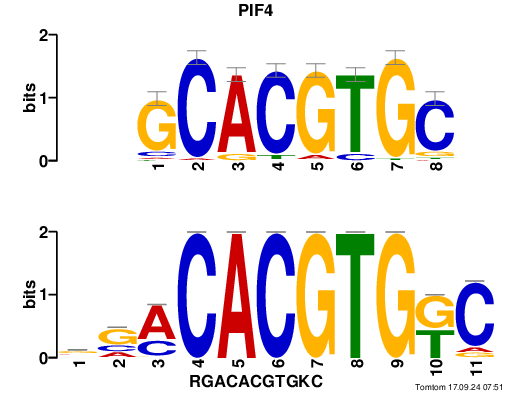 PIF4
2
bits
1
0
G C A C G T G C
1 2 3 4 5 6 7 8
2
bits
1
0
G A C A C G T G G C
C C T
A
1 2 3 4 5 6 7 8 9 10 11
RGACACGTGKC
Tomtom 17.09.24 07:51